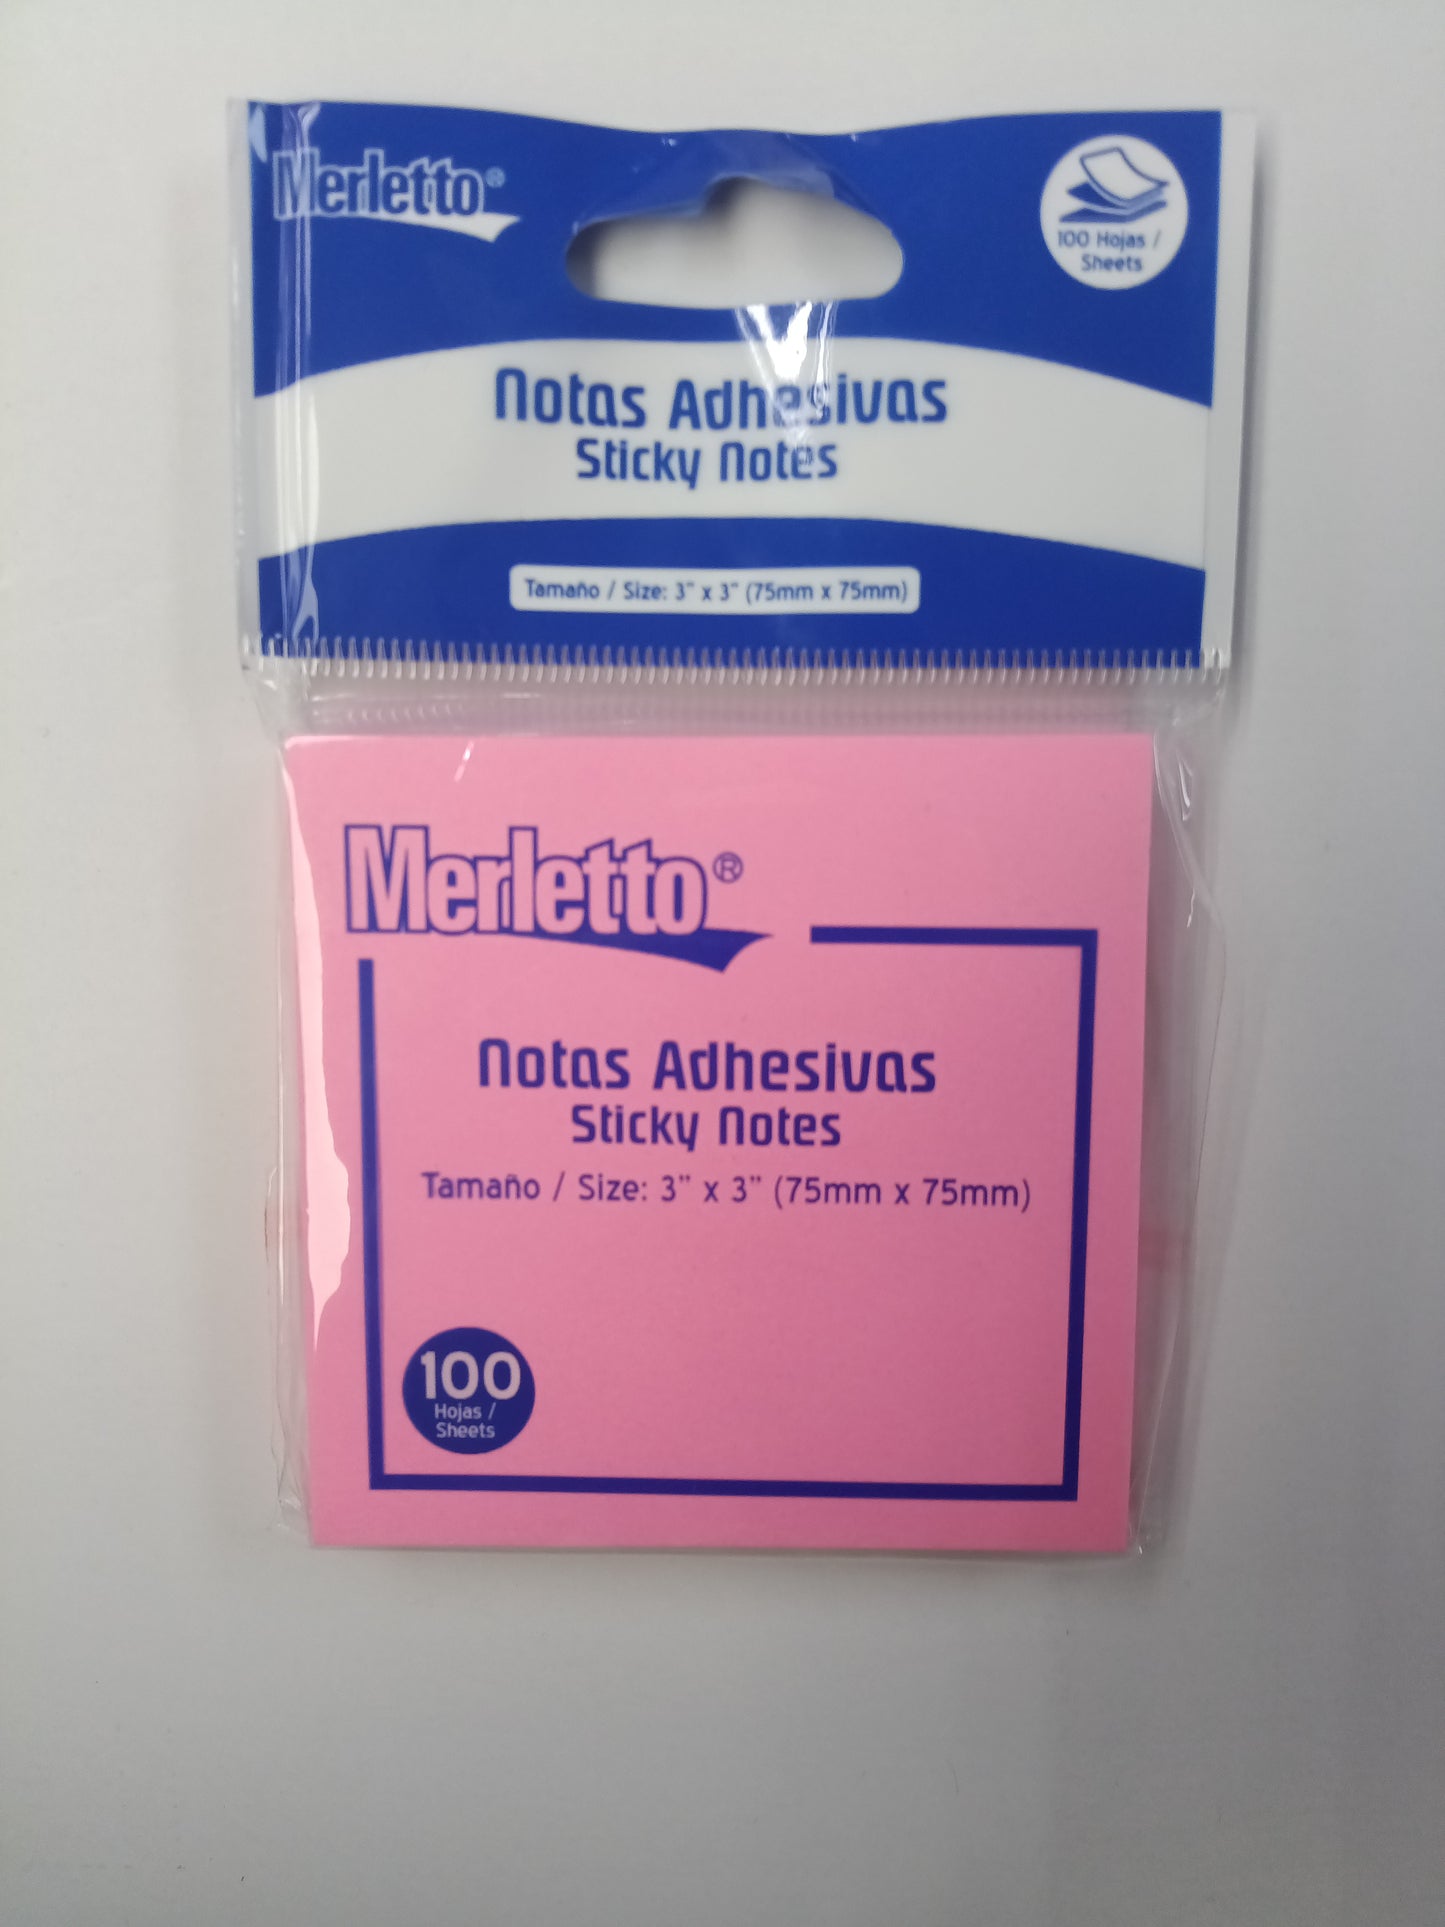 Merletto®
100 Hojas /
Sheets
Notas Adhesivas
Sticky Notes
Tamaño / Size: 3" x 3" (75mm x 75mm)
Merletto®
Notas Adhesivas
Sticky Notes
Tamaño / Size: 3" x 3" (75mm x 75mm)
100
Hojas /
Sheets